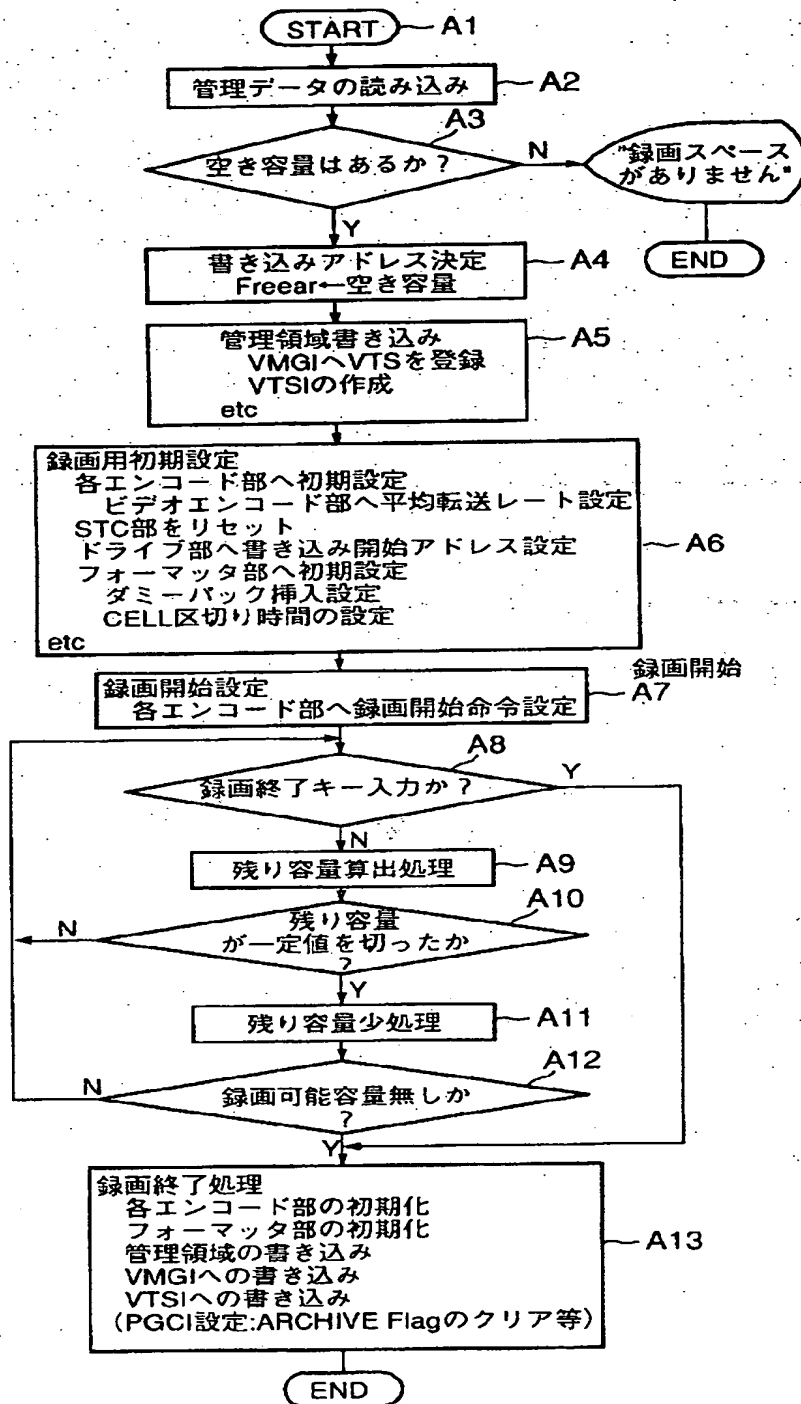 START
A1
管理データの読み込み
A2
A3
空き容量はあるか？
N
"録画スペース
がありません"
Y
END
書き込みアドレス決定
Freear←空き容量
A4
管理領域書き込み
VMGIへVTSを登録
VTSIの作成
etc
A5
録画用初期設定
各エンコード部へ初期設定
ビデオエンコード部へ平均転送レート設定
STC部をリセット
ドライブ部へ書き込み開始アドレス設定
フォーマッタ部へ初期設定
ダミーパック挿入設定
CELL区切り時間の設定
etc
A6
録画開始設定
各エンコード部へ録画開始命令設定
録画開始
A7
A8
録画終了キー入力か？
Y
N
残り容量算出処理
A9
A10
残り容量
が一定値を切ったか
？
N
Y
残り容量少処理
A11
A12
録画可能容量無しか
？
N
Y
録画終了処理
各エンコード部の初期化
フォーマッタ部の初期化
管理領域の書き込み
VMGIへの書き込み
VTSIへの書き込み
(PGCI設定:ARCHIVE Flagのクリア等)
A13
END